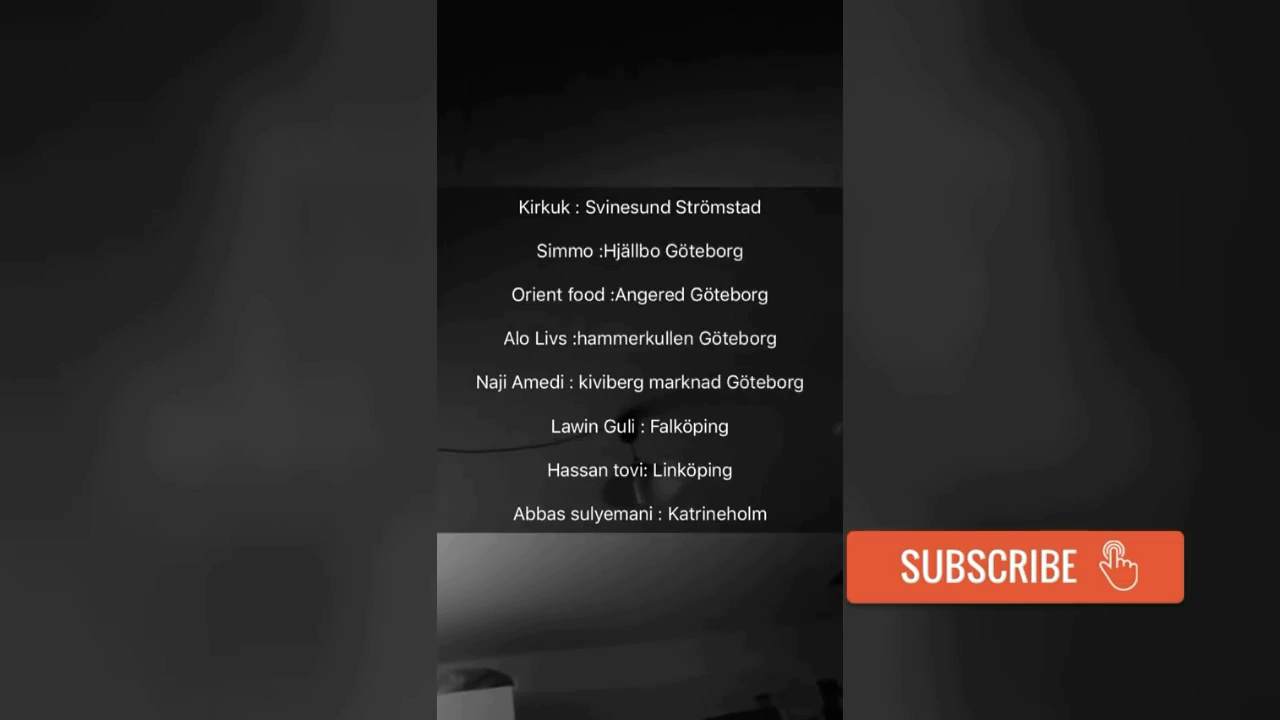 Kirkuk : Svinesund Strömstad
Simmo :Hjällbo Göteborg
Orient food :Angered Göteborg
Alo Livs :hammerkullen Göteborg
Naji Amedi : kiviberg marknad Göteborg
Lawin Guli : Falköping
Hassan tovi: Linköping
Abbas sulyemani : Katrineholm
SUBSCRIBE